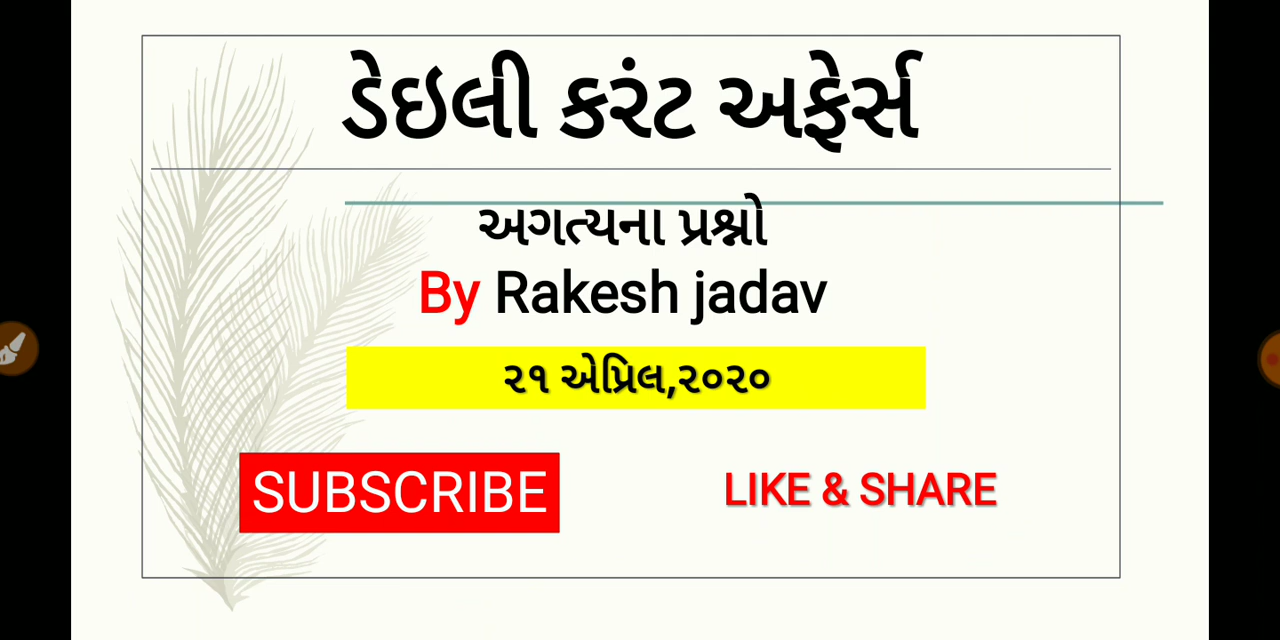 ડેઇલી કરંટ અફેર્સ
અગત્યના પ્રશ્નો
By Rakesh jadav
૨૧ એપ્રિલ,૨૦૨૦
SUBSCRIBE
LIKE & SHARE